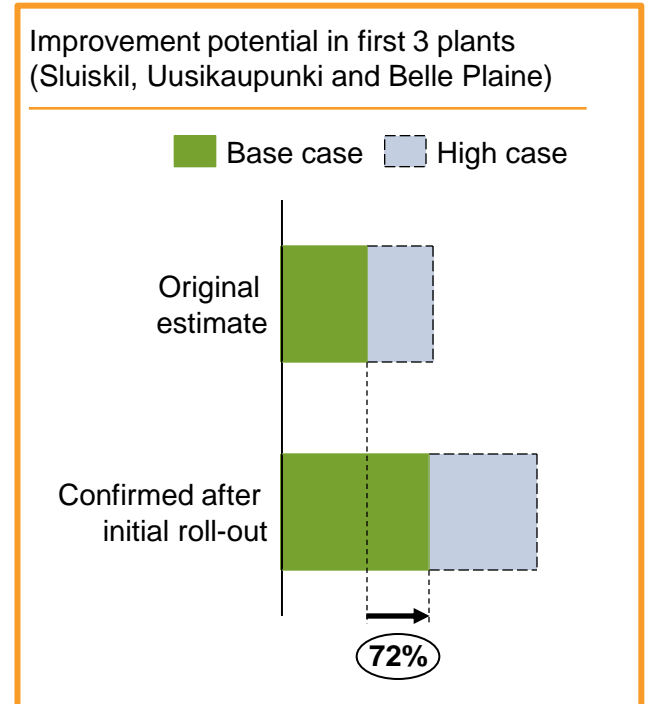 Improvement potential in first 3 plants
(Sluiskil, Uusikaupunki and Belle Plaine)
Base case
High case
Original
estimate
Confirmed after
initial roll-out
72%